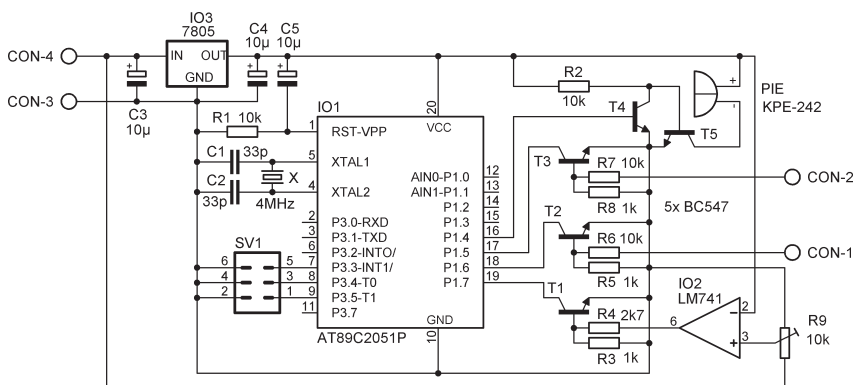 IO3
7805
C4
10µ
C5
10µ
CON-4
IN OUT
GND
CON-3
C3
10µ
R1 10k
IO1
20
VCC
1 RST-VPP
C1 33p
5 XTAL1
X
4MHz
C2
33p
4 XTAL2
AIN0-P1.0 12
AIN1-P1.1 13
P1.2 14
P1.3 15
P1.4 16
P1.5 17
P1.6 18
P1.7 19
2 P3.0-RXD
3 P3.1-TXD
6 P3.2-INTO/
7 P3.3-INT1/
8 P3.4-T0
9 P3.5-T1
11 P3.7
SV1
6 5
4 3
2 1
GND
10
AT89C2051P
R2
10k
T4
+
-
PIE
KPE-242
T5
T3
R7 10k
R8 1k
CON-2
5x BC547
T2
R6 10k
R5 1k
CON-1
T1
R4 2k7
R3 1k
IO2
LM741
6
- 2
+ 3
R9
10k